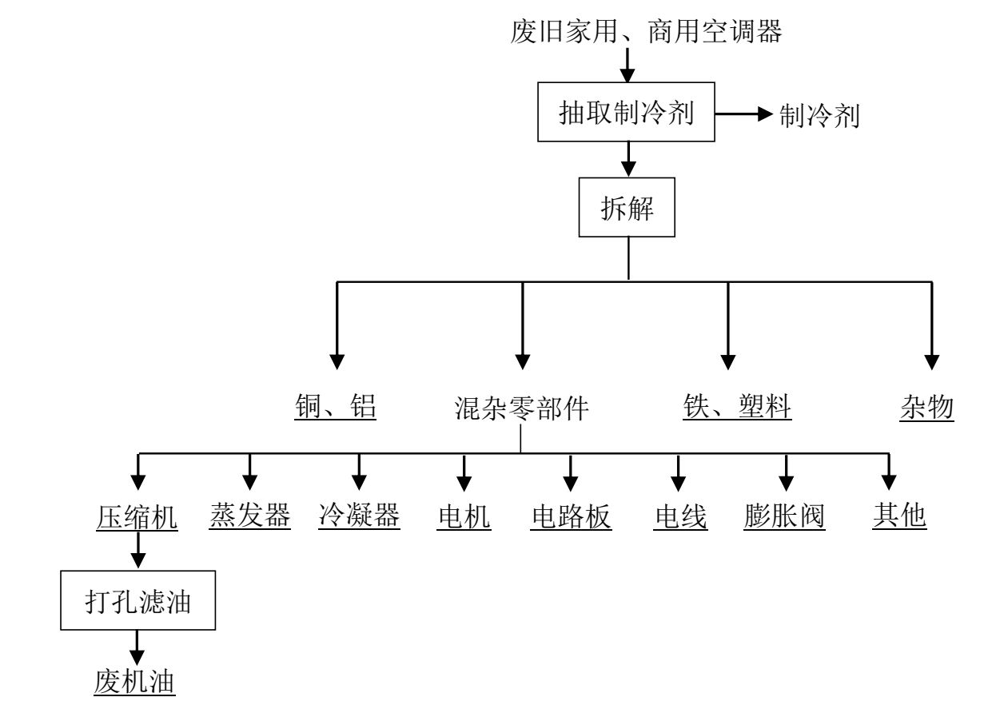 废旧家用、商用空调器
抽取制冷剂
制冷剂
拆解
铜、铝
混杂零部件
铁、塑料
杂物
压缩机
蒸发器
冷凝器
电机
电路板
电线
膨胀阀
其他
打孔滤油
废机油